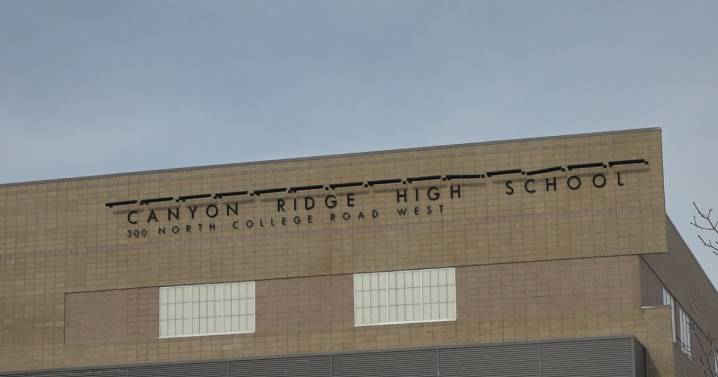 CANYON RIDGE HIGH SCHOOL
300 NORTH COLLEGE ROAD WEST